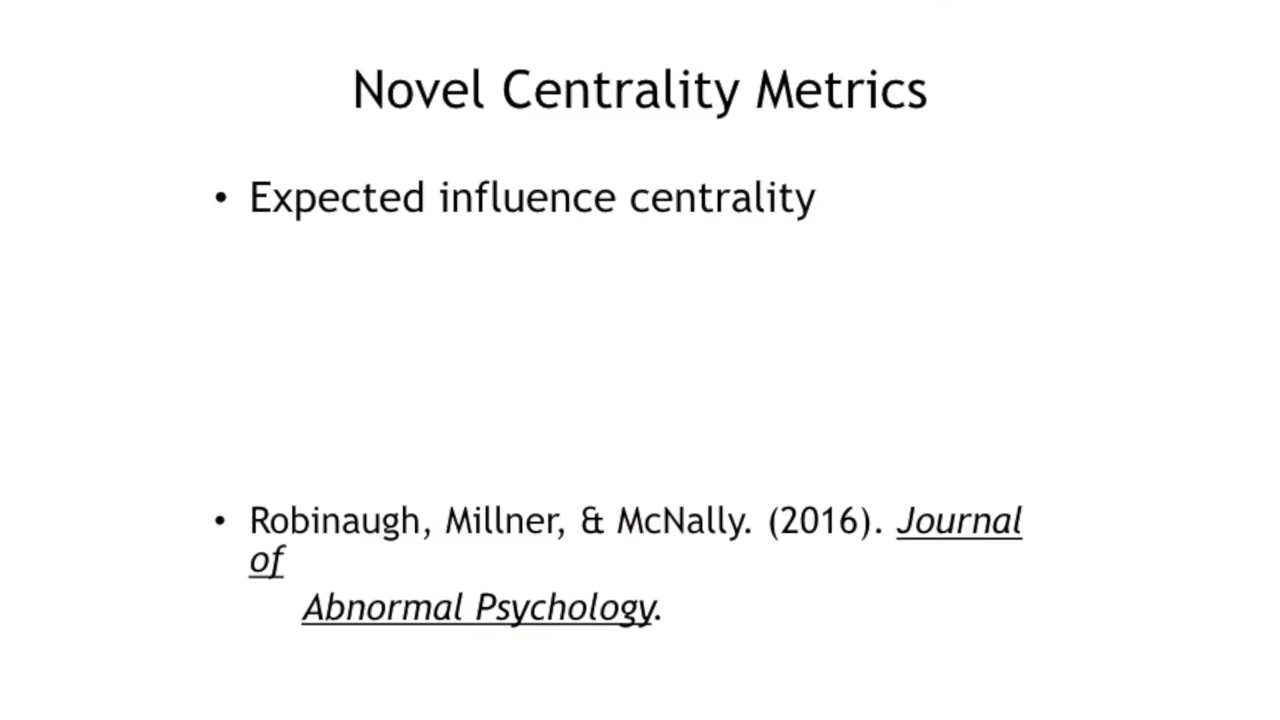 Novel Centrality Metrics
• Expected influence centrality
• Robinaugh, Millner, & McNally. (2016). Journal
of
Abnormal Psychology.